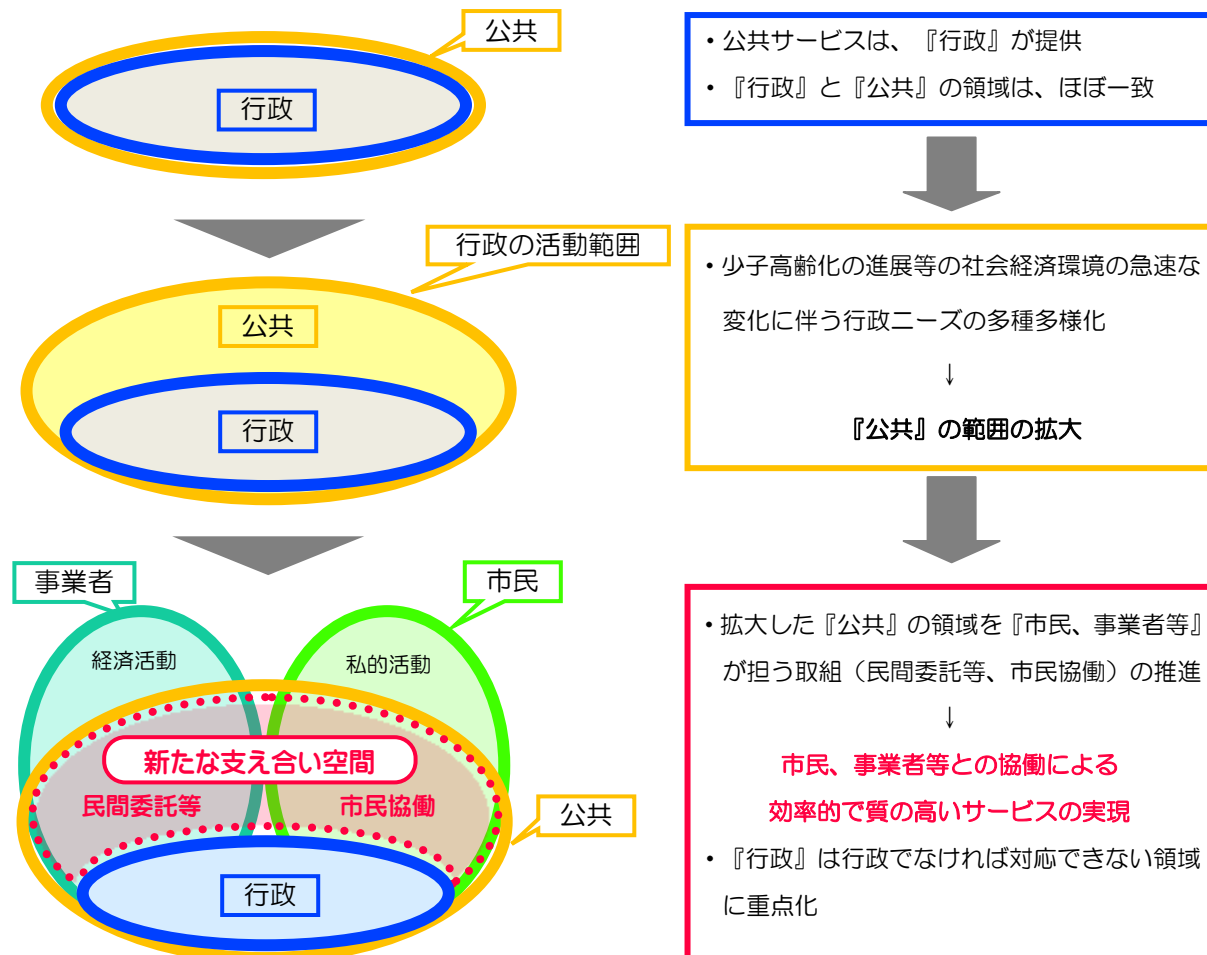 公共
行政
・公共サービスは、『行政』が提供
・『行政』と『公共』の領域は、ほぼ一致
行政の活動範囲
公共
行政
・少子高齢化の進展等の社会経済環境の急速な
変化に伴う行政ニーズの多種多様化
↓
『公共』の範囲の拡大
事業者
市民
経済活動
私的活動
新たな支え合い空間
民間委託等
市民協働
公共
行政
・拡大した『公共』の領域を『市民、事業者等』
が担う取組（民間委託等、市民協働）の推進
↓
市民、事業者等との協働による
効率的で質の高いサービスの実現
・『行政』は行政でなければ対応できない領域
に重点化